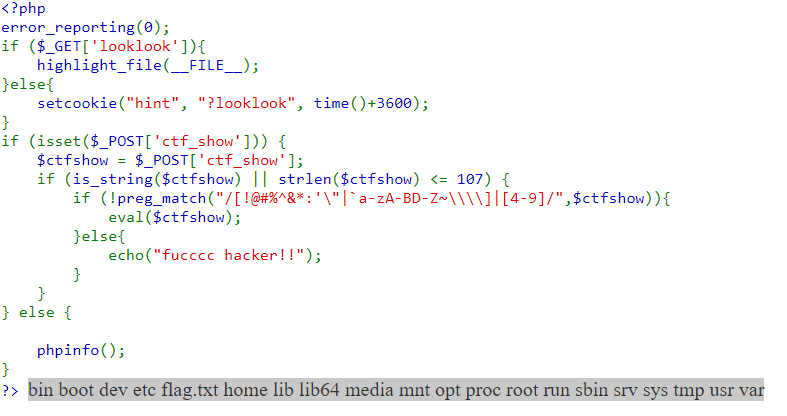 <?php
error_reporting(0);
if ($_GET['looklook']){
    highlight_file(__FILE__);
}else{
    setcookie("hint", "?looklook", time()+3600);
}
if (isset($_POST['ctf_show'])) {
    $ctfshow = $_POST['ctf_show'];
    if (is_string($ctfshow) || strlen($ctfshow) <= 107) {
        if (!preg_match("/[!@#%^&*:'\"|`a-zA-BD-Z~\\\\]|[4-9]/",$ctfshow)){
            eval($ctfshow);
        }else{
            echo("fucccc hacker!!");
        }
    }
} else {
    phpinfo();
}
?> bin boot dev etc flag.txt home lib lib64 media mnt opt proc root run sbin srv sys tmp usr var